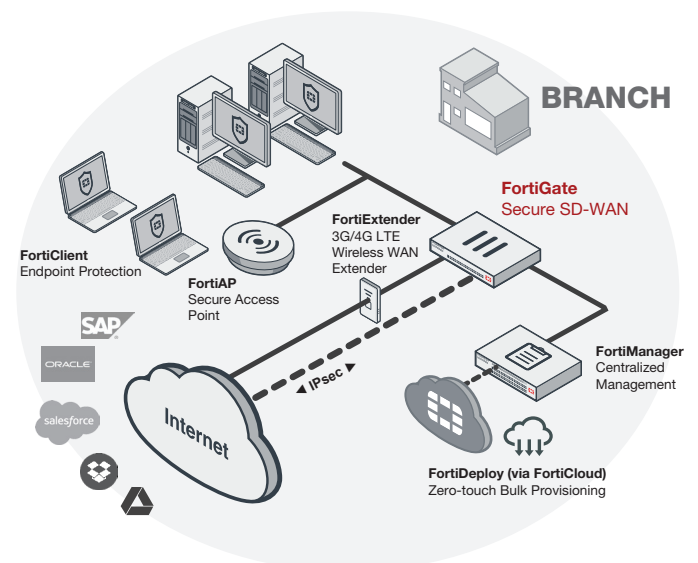 BRANCH
FortiGate
Secure SD-WAN
FortiExtender
3G/4G LTE
Wireless WAN
Extender
FortiClient
Endpoint Protection
FortiAP
Secure Access
Point
SAP
ORACLE
salesforce
Internet
◄ IPsec ►
FortiManager
Centralized
Management
FortiDeploy (via FortiCloud)
Zero-touch Bulk Provisioning